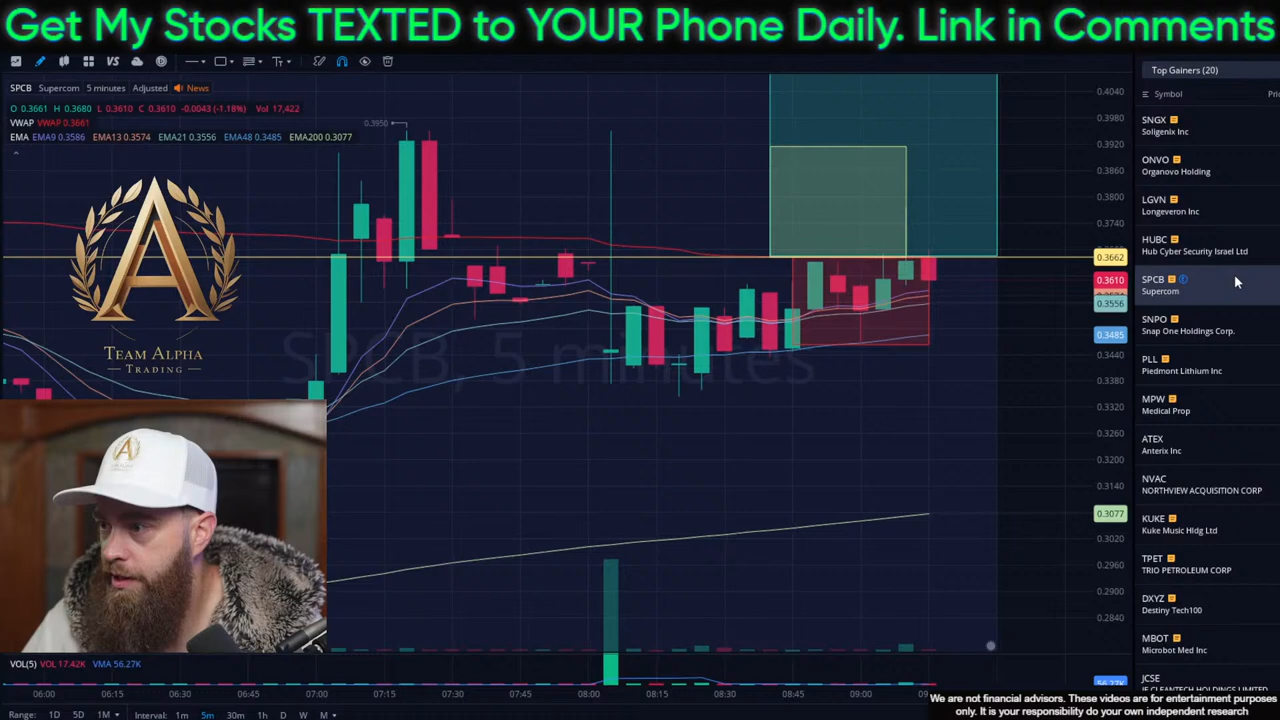 Get My Stocks TEXTED to YOUR Phone Daily. Link in Comments
VS
SPCB Supercom 5 minutes Adjusted News
O 0.3661 H 0.3680 L 0.3610 C 0.3610 -0.0043 (-1.18%) Vol 17,422
VWAP VWAP 0.3661
EMA EMA9 0.3586 EMA13 0.3574 EMA21 0.3556 EMA48 0.3485 EMA200 0.3077
0.3950
SPCB, 5 minutes
A
TEAM ALPHA
TRADING
0.4040
0.3980
0.3920
0.3860
0.3800
0.3740
0.3662
0.3610
0.3556
0.3485
0.3440
0.3380
0.3320
0.3260
0.3200
0.3140
0.3077
0.3020
0.2960
0.2900
0.2840
56.27K
Top Gainers (20)
Symbol
SNGX
Soligenix Inc
ONVO
Organovo Holding
LGVN
Longeveron Inc
HUBC
Hub Cyber Security Israel Ltd
SPCB
Supercom
SNPO
Snap One Holdings Corp.
PLL
Piedmont Lithium Inc
MPW
Medical Prop
ATEX
Anterix Inc
NVAC
NORTHVIEW ACQUISITION CORP
KUKE
Kuke Music Hldg Ltd
TPET
TRIO PETROLEUM CORP
DXYZ
Destiny Tech100
MBOT
Microbot Med Inc
JCSE
JE CLEANTECH HOLDINGS LIMITED
VOL(5) VOL 17.42K VMA 56.27K
06:00 06:15 06:30 06:45 07:00 07:15 07:30 07:45 08:00 08:15 08:30 08:45 09:00
Range: 1D 5D 1M Interval: 1m 5m 30m 1h D W M
We are not financial advisors. These videos are for entertainment purposes
only. It is your responsibility do your own independent research